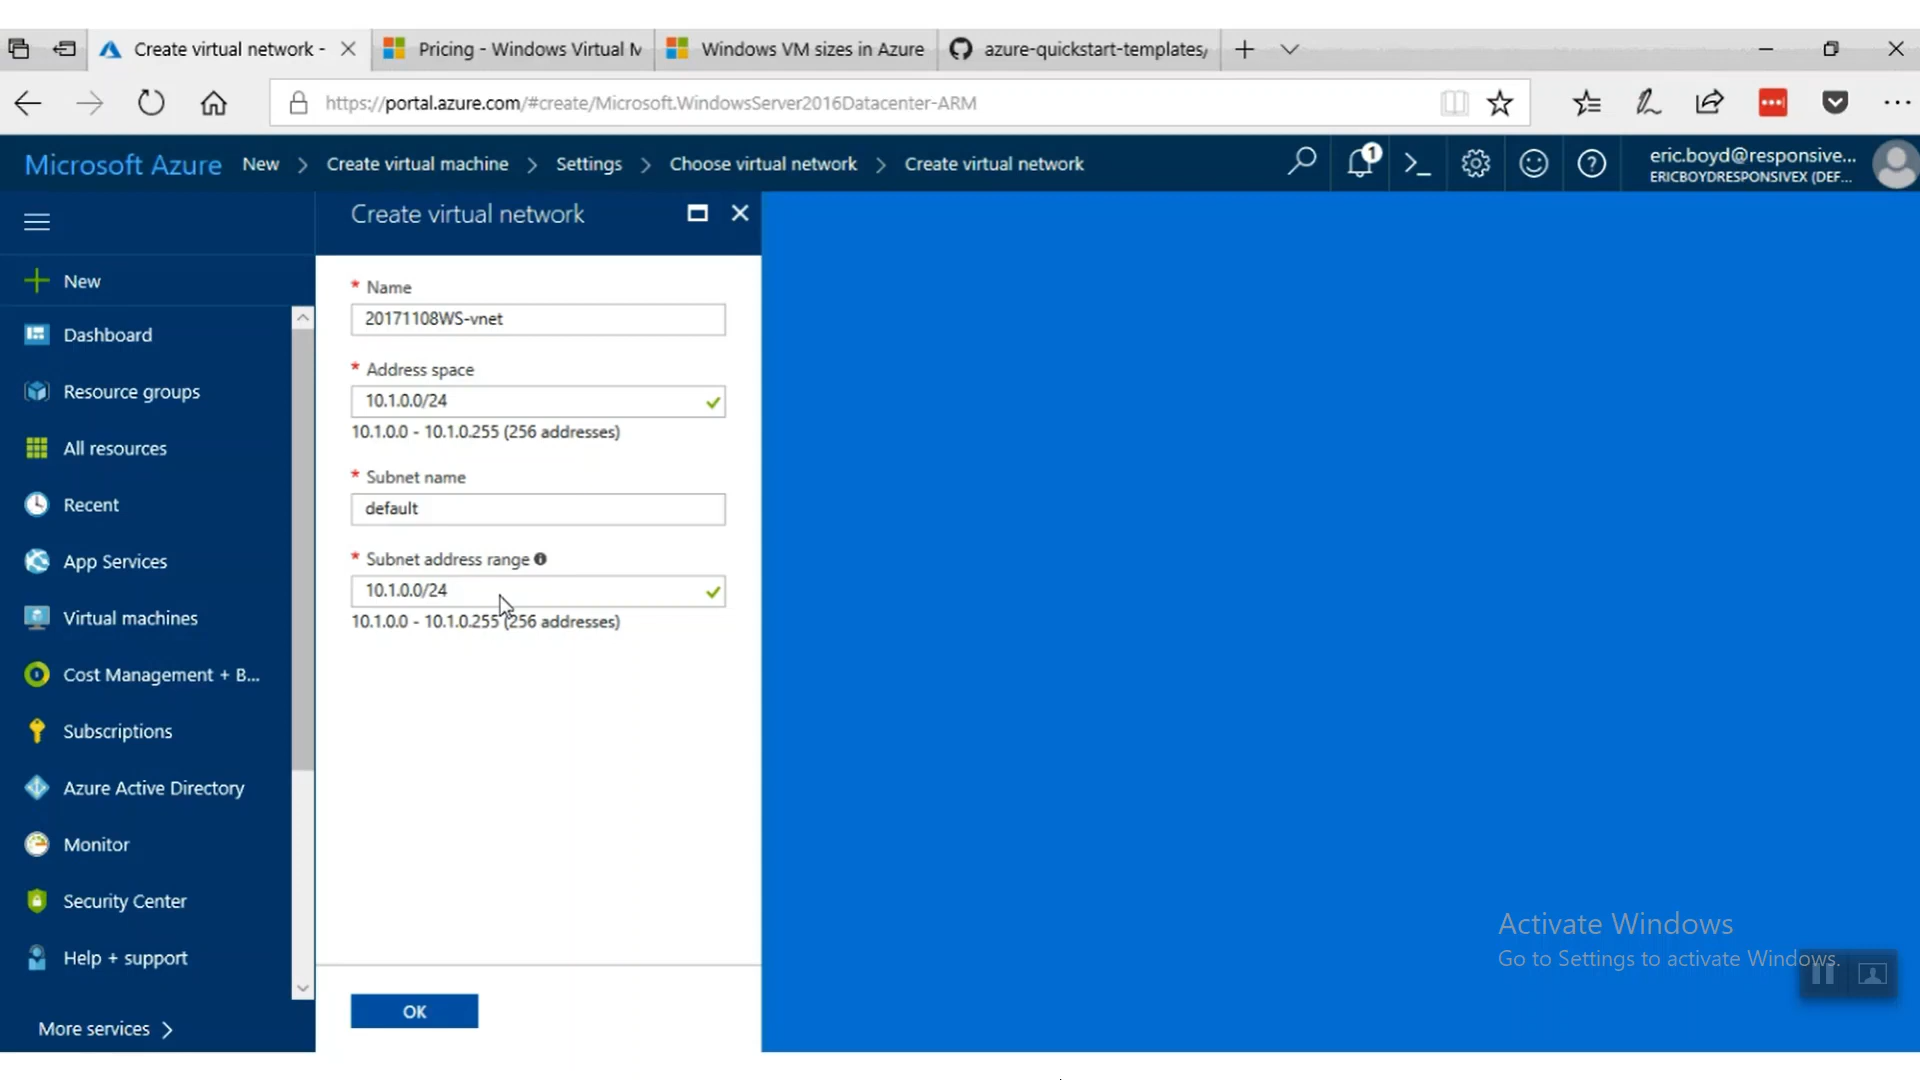 Create virtual network -
Pricing - Windows Virtual M
Windows VM sizes in Azure
azure-quickstart-templates/
https://portal.azure.com/#create/Microsoft.WindowsServer2016Datacenter-ARM
Microsoft Azure
New > Create virtual machine > Settings > Choose virtual network > Create virtual network
1
eric.boyd@responsive...
ERICBOYDRESPONSIVEX (DEF...
New
Dashboard
Resource groups
All resources
Recent
App Services
Virtual machines
Cost Management + B...
Subscriptions
Azure Active Directory
Monitor
Security Center
Help + support
More services >
Create virtual network
* Name
20171108WS-vnet
* Address space
10.1.0.0/24
10.1.0.0 - 10.1.0.255 (256 addresses)
* Subnet name
default
* Subnet address range
10.1.0.0/24
10.1.0.0 - 10.1.0.255 (256 addresses)
OK
Activate Windows
Go to Settings to activate Windows.